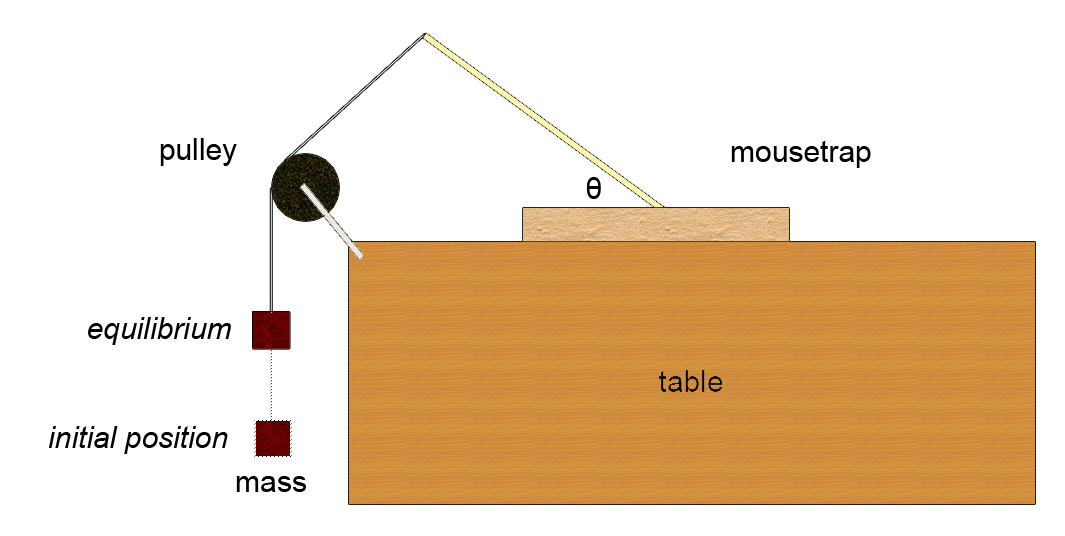 pulley
mousetrap
θ
equilibrium
table
initial position
mass